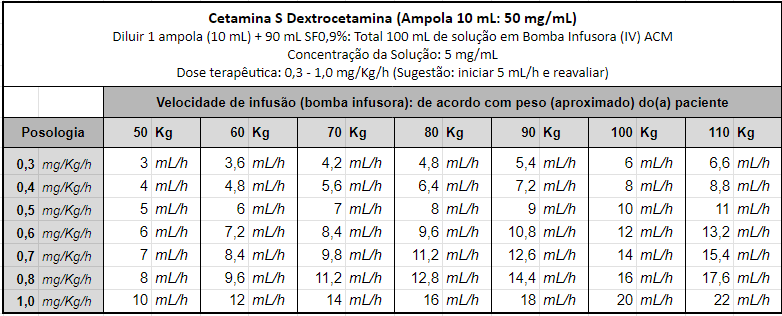 Cetamina S Dextrocetamina (Ampola 10 mL: 50 mg/mL)
Diluir 1 ampola (10 mL) + 90 mL SF0,9%: Total 100 mL de solução em Bomba Infusora (IV) ACM
Concentração da Solução: 5 mg/mL
Dose terapêutica: 0,3 - 1,0 mg/Kg/h (Sugestão: iniciar 5 mL/h e reavaliar)
Velocidade de infusão (bomba infusora): de acordo com peso (aproximado) do(a) paciente
Posologia 50 Kg 60 Kg 70 Kg 80 Kg 90 Kg 100 Kg 110 Kg
0,3 mg/Kg/h 3 mL/h 3,6 mL/h 4,2 mL/h 4,8 mL/h 5,4 mL/h 6 mL/h 6,6 mL/h
0,4 mg/Kg/h 4 mL/h 4,8 mL/h 5,6 mL/h 6,4 mL/h 7,2 mL/h 8 mL/h 8,8 mL/h
0,5 mg/Kg/h 5 mL/h 6 mL/h 7 mL/h 8 mL/h 9 mL/h 10 mL/h 11 mL/h
0,6 mg/Kg/h 6 mL/h 7,2 mL/h 8,4 mL/h 9,6 mL/h 10,8 mL/h 12 mL/h 13,2 mL/h
0,7 mg/Kg/h 7 mL/h 8,4 mL/h 9,8 mL/h 11,2 mL/h 12,6 mL/h 14 mL/h 15,4 mL/h
0,8 mg/Kg/h 8 mL/h 9,6 mL/h 11,2 mL/h 12,8 mL/h 14,4 mL/h 16 mL/h 17,6 mL/h
1,0 mg/Kg/h 10 mL/h 12 mL/h 14 mL/h 16 mL/h 18 mL/h 20 mL/h 22 mL/h